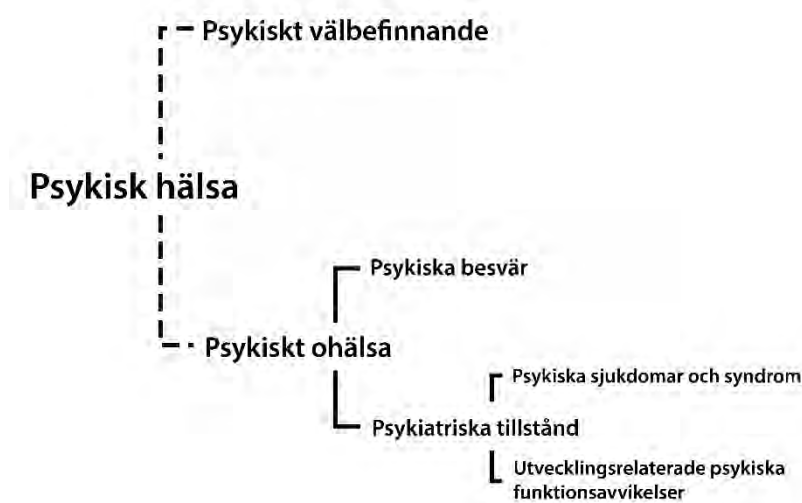 Psykiskt välbefinnande
Psykisk hälsa
Psykiska besvär
Psykiskt ohälsa
Psykiska sjukdomar och syndrom
Psykiatriska tillstånd
Utvecklingsrelaterade psykiska
funktionsavvikelser